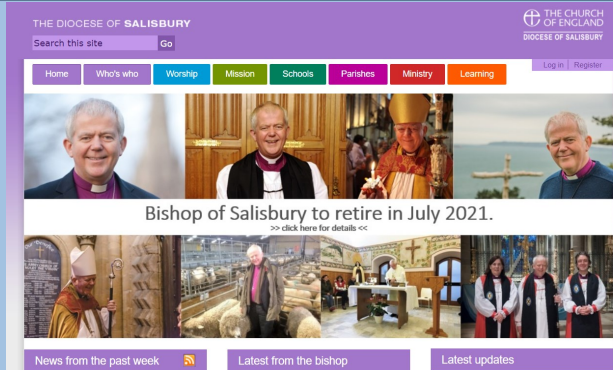 THE DIOCESE OF SALISBURY
THE CHURCH
OF ENGLAND
DIOCESE OF SALISBURY
Search this site
Go
Log in | Register
Home
Who's who
Worship
Mission
Schools
Parishes
Ministry
Learning
Bishop of Salisbury to retire in July 2021.
>> click here for details <<
News from the past week
Latest from the bishop
Latest updates